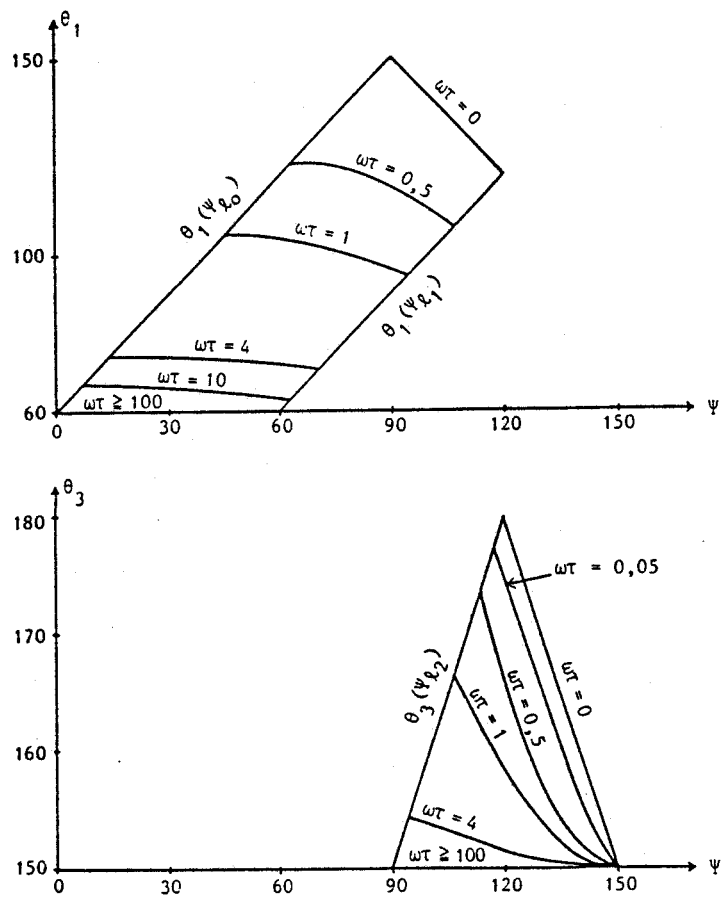 θ₁
150
100
60
ωτ = 0
ωτ = 0,5
θ₁(Ψℓ₀)
ωτ = 1
θ₁(Ψℓ₁)
ωτ = 4
ωτ = 10
ωτ ≧ 100
0 30 60 90 120 150 Ψ
θ₃
180
170
160
150
ωτ = 0,05
θ₃(Ψℓ₂)
ωτ = 1
ωτ = 0,5
ωτ = 0
ωτ = 4
ωτ ≧ 100
0 30 60 90 120 150 Ψ